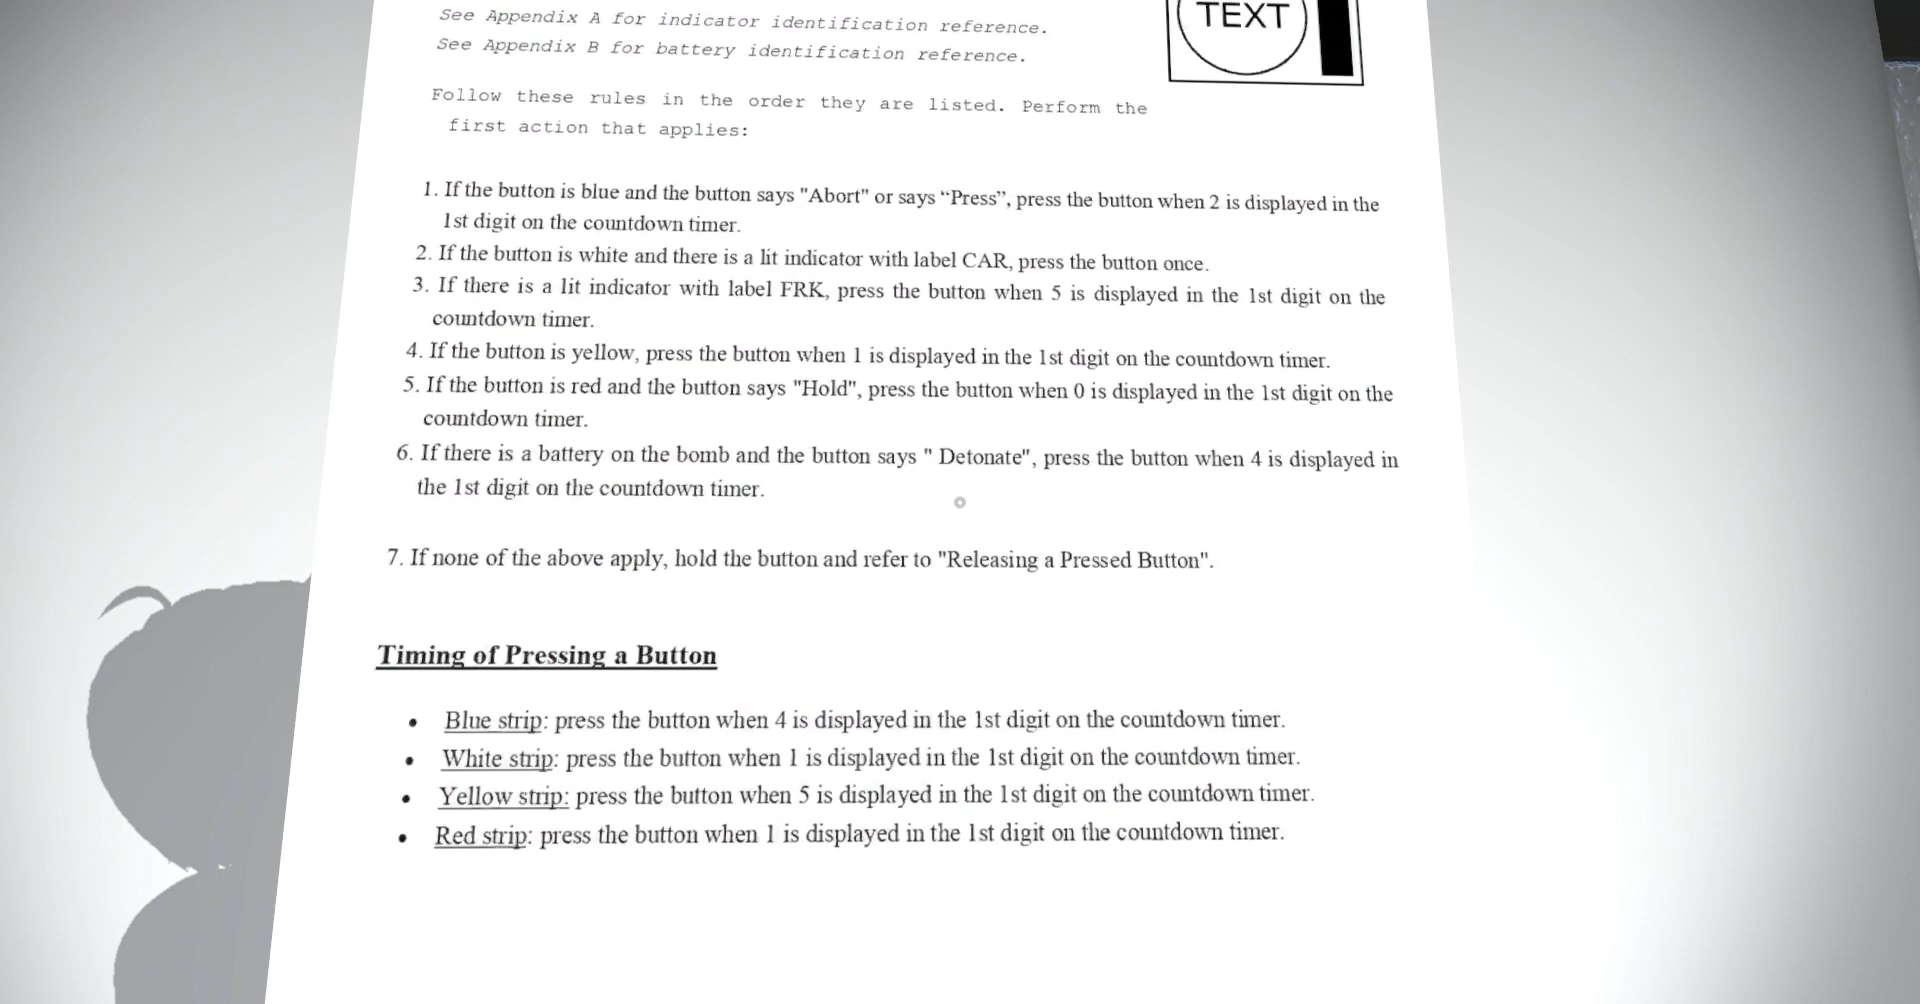 See Appendix A for indicator identification reference.
See Appendix B for battery identification reference.
TEXT
Follow these rules in the order they are listed. Perform the
first action that applies:
1. If the button is blue and the button says "Abort" or says “Press”, press the button when 2 is displayed in the
1st digit on the countdown timer.
2. If the button is white and there is a lit indicator with label CAR, press the button once.
3. If there is a lit indicator with label FRK, press the button when 5 is displayed in the 1st digit on the
countdown timer.
4. If the button is yellow, press the button when 1 is displayed in the 1st digit on the countdown timer.
5. If the button is red and the button says "Hold", press the button when 0 is displayed in the 1st digit on the
countdown timer.
6. If there is a battery on the bomb and the button says " Detonate", press the button when 4 is displayed in
the 1st digit on the countdown timer.
7. If none of the above apply, hold the button and refer to "Releasing a Pressed Button".
Timing of Pressing a Button
• Blue strip: press the button when 4 is displayed in the 1st digit on the countdown timer.
• White strip: press the button when 1 is displayed in the 1st digit on the countdown timer.
• Yellow strip: press the button when 5 is displayed in the 1st digit on the countdown timer.
• Red strip: press the button when 1 is displayed in the 1st digit on the countdown timer.